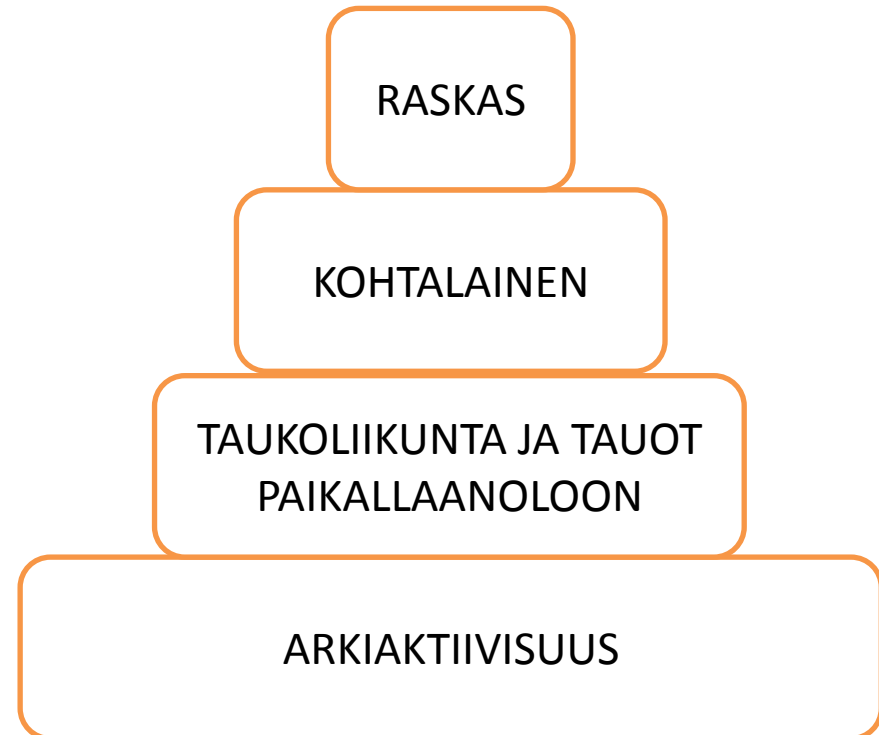 RASKAS
KOHTALAINEN
TAUKOLIIKUNTA JA TAUOT
PAIKALLAANOLOON
ARKIAKTIIVISUUS